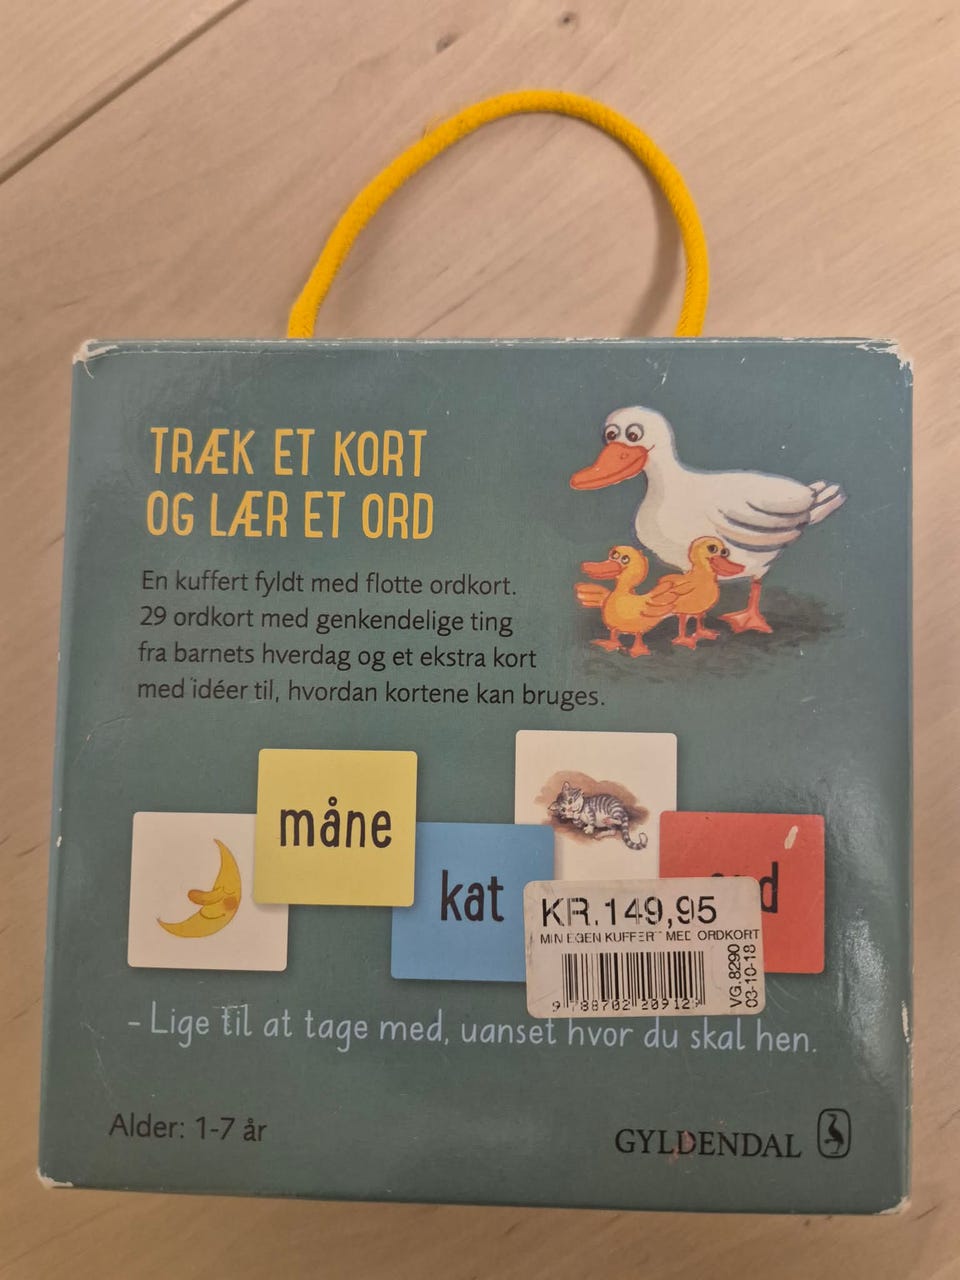 TRÆK ET KORT
OG LÆR ET ORD
En kuffert fyldt med flotte ordkort.
29 ordkort med genkendelige ting
fra barnets hverdag og et ekstra kort
med idéer til, hvordan kortene kan bruges.
måne
kat
KR.149,95
MIN EGEN KUFFERT MED ORDKORT
9 788702 209129
VG.8290
03-10-18
– Lige til at tage med, uanset hvor du skal hen.
Alder: 1-7 år
GYLDENDAL